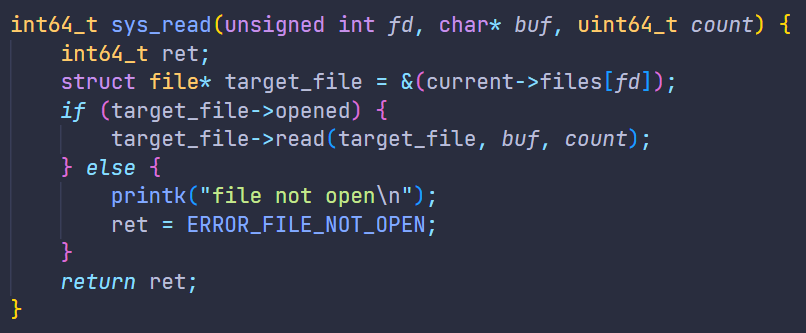 int64_t sys_read(unsigned int fd, char* buf, uint64_t count) {
    int64_t ret;
    struct file* target_file = &(current->files[fd]);
    if (target_file->opened) {
        target_file->read(target_file, buf, count);
    } else {
        printk("file not open\n");
        ret = ERROR_FILE_NOT_OPEN;
    }
    return ret;
}